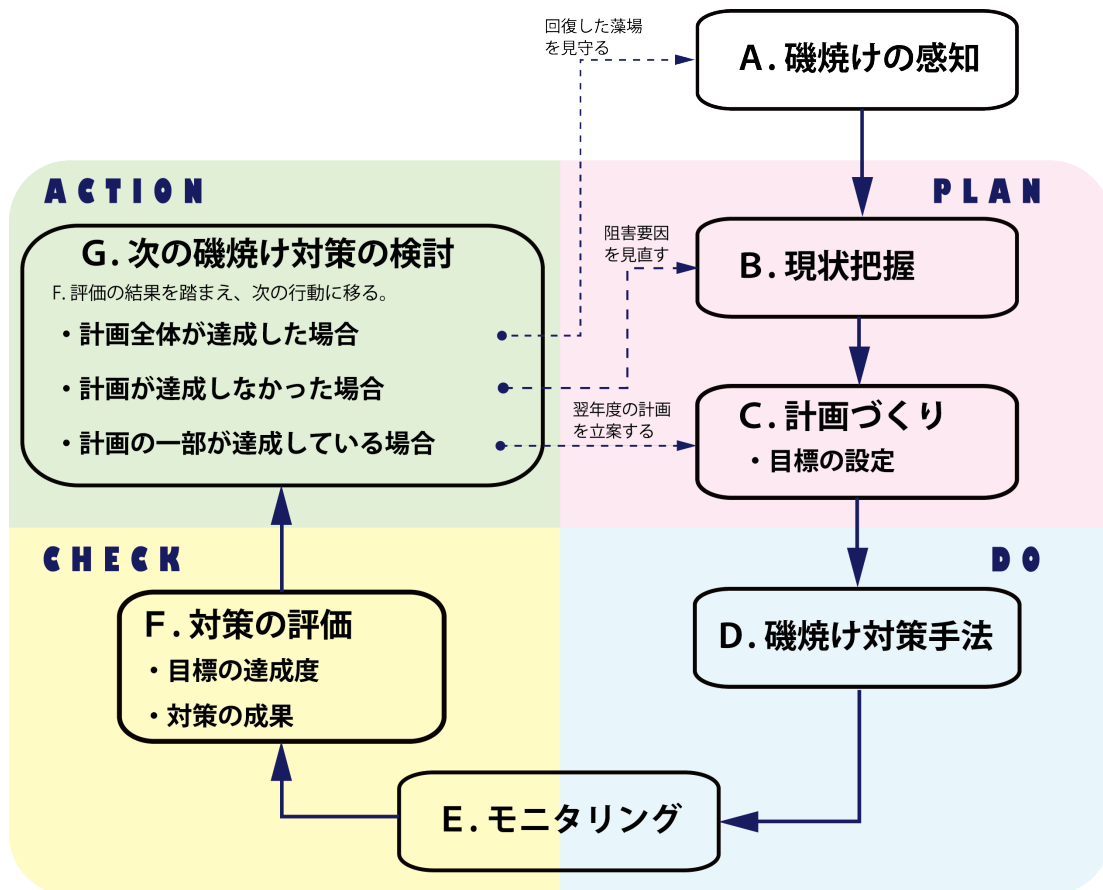 回復した藻場
を見守る
A. 磯焼けの感知
ACTION
PLAN
G. 次の磯焼け対策の検討
F. 評価の結果を踏まえ、次の行動に移る。
・計画全体が達成した場合
・計画が達成しなかった場合
・計画の一部が達成している場合
阻害要因
を見直す
B. 現状把握
翌年度の計画
を立案する
C. 計画づくり
・目標の設定
CHECK
DO
F. 対策の評価
・目標の達成度
・対策の成果
D. 磯焼け対策手法
E. モニタリング